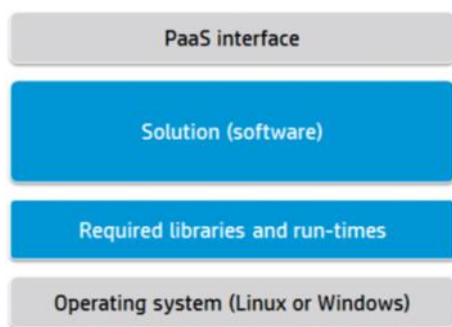 PaaS interface
Solution (software)
Required libraries and run-times
Operating system (Linux or Windows)